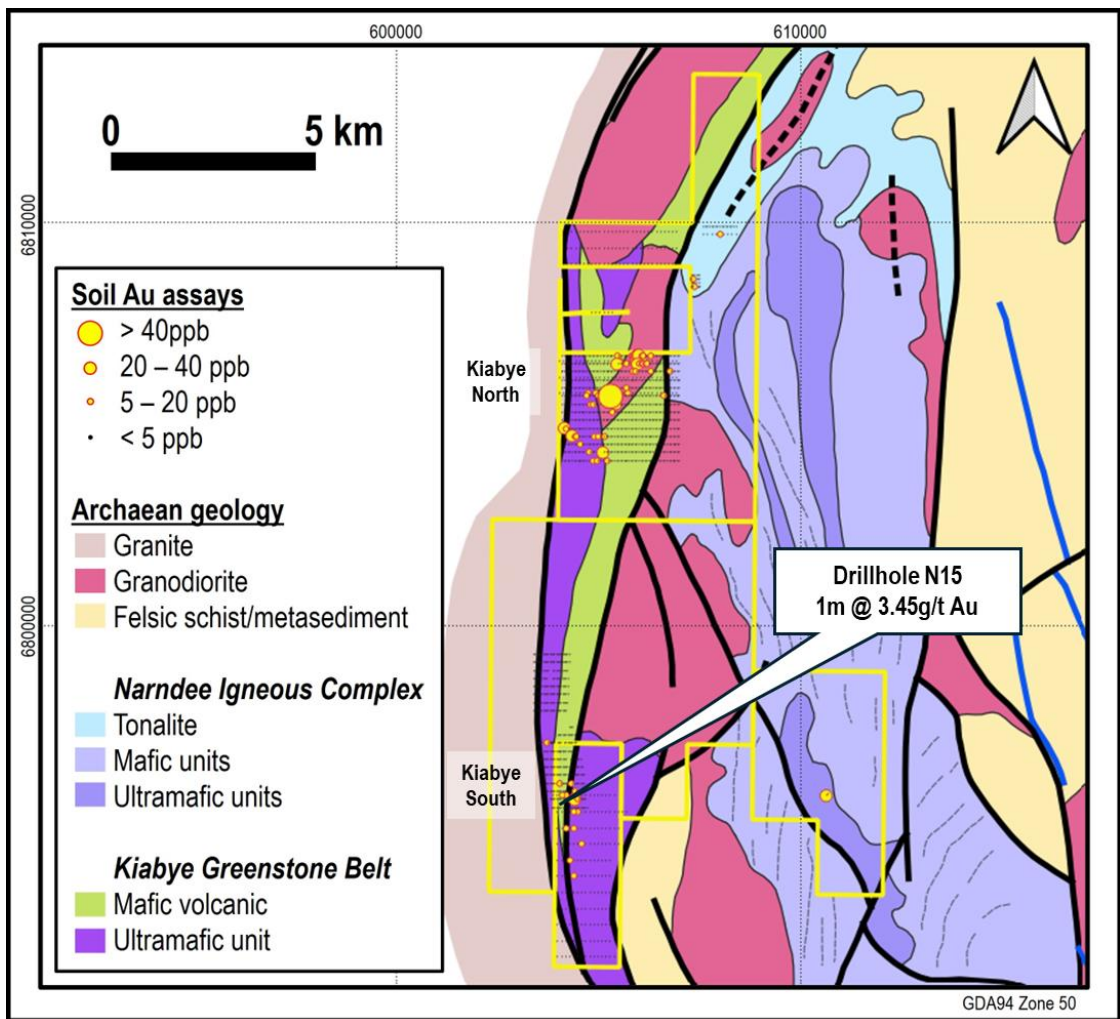 600000
610000
0
5 km
6810000
6800000
Soil Au assays
> 40ppb
20 – 40 ppb
5 – 20 ppb
< 5 ppb
Archaean geology
Granite
Granodiorite
Felsic schist/metasediment
Narndee Igneous Complex
Tonalite
Mafic units
Ultramafic units
Kiabye Greenstone Belt
Mafic volcanic
Ultramafic unit
Kiabye
North
Drillhole N15
1m @ 3.45g/t Au
Kiabye
South
GDA94 Zone 50